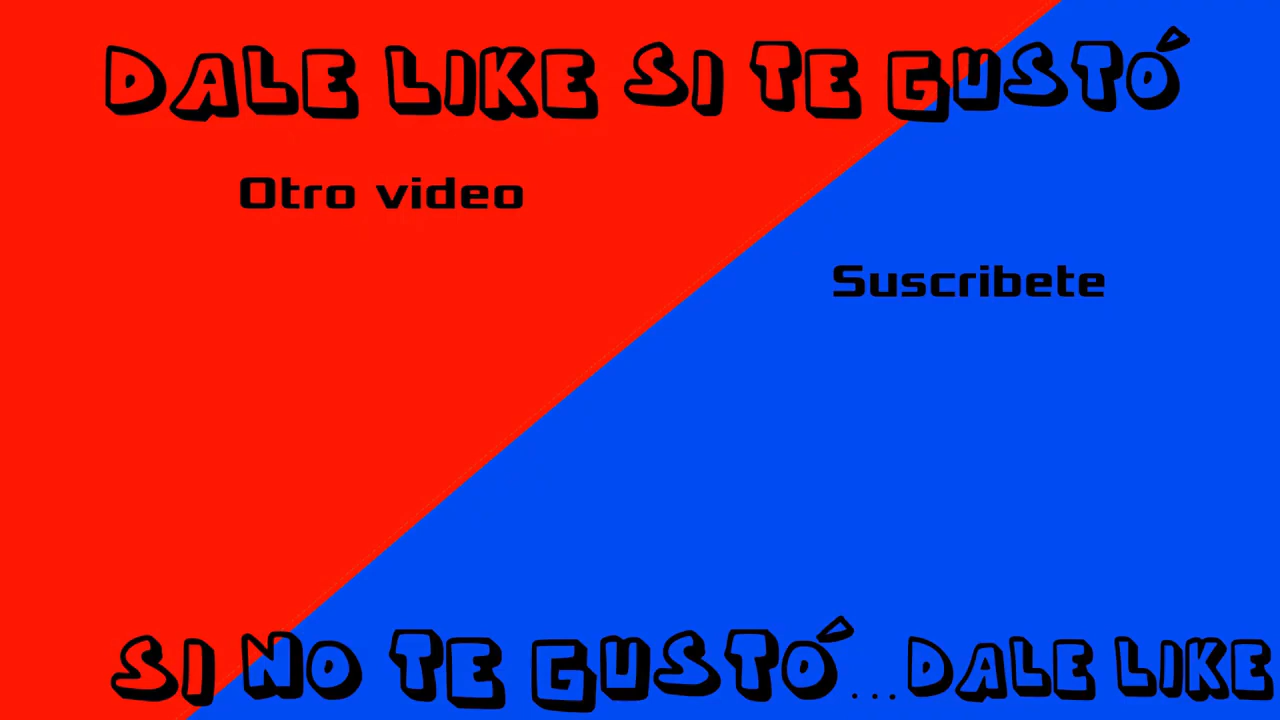 DALE LIKE SI TE GUSTÓ
Otro video
Suscribete
SI NO TE GUSTÓ...DALE LIKE